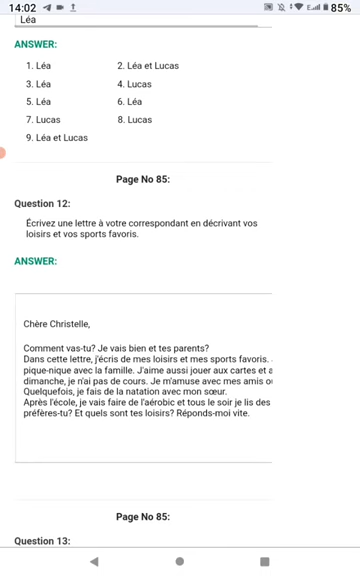 14:02
85%
Léa
ANSWER:
1. Léa
2. Léa et Lucas
3. Léa
4. Lucas
5. Léa
6. Léa
7. Lucas
8. Lucas
9. Léa et Lucas
Page No 85:
Question 12:
Écrivez une lettre à votre correspondant en décrivant vos
loisirs et vos sports favoris.
ANSWER:
Chère Christelle,
Comment vas-tu? Je vais bien et tes parents?
Dans cette lettre, j'écris de mes loisirs et mes sports favoris.
pique-nique avec la famille. J'aime aussi jouer aux cartes et a
dimanche, je n'ai pas de cours. Je m'amuse avec mes amis o
Quelquefois, je fais de la natation avec mon sœur.
Après l'école, je vais faire de l'aérobic et tous le soir je lis des
préfères-tu? Et quels sont tes loisirs? Réponds-moi vite.
Page No 85:
Question 13: